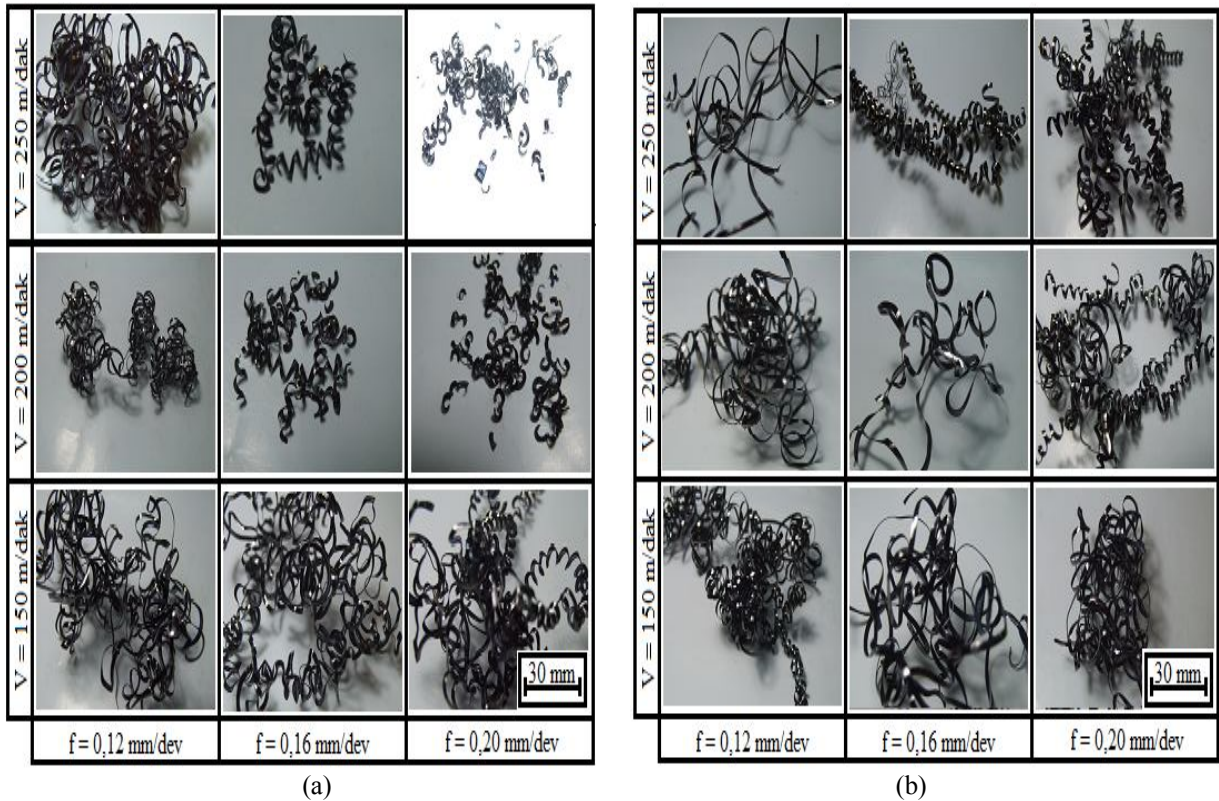 V = 250 m/dak
V = 200 m/dak
V = 150 m/dak
30 mm
f = 0,12 mm/dev
f = 0,16 mm/dev
f = 0,20 mm/dev
(a)
V = 250 m/dak
V = 200 m/dak
V = 150 m/dak
30 mm
f = 0,12 mm/dev
f = 0,16 mm/dev
f = 0,20 mm/dev
(b)